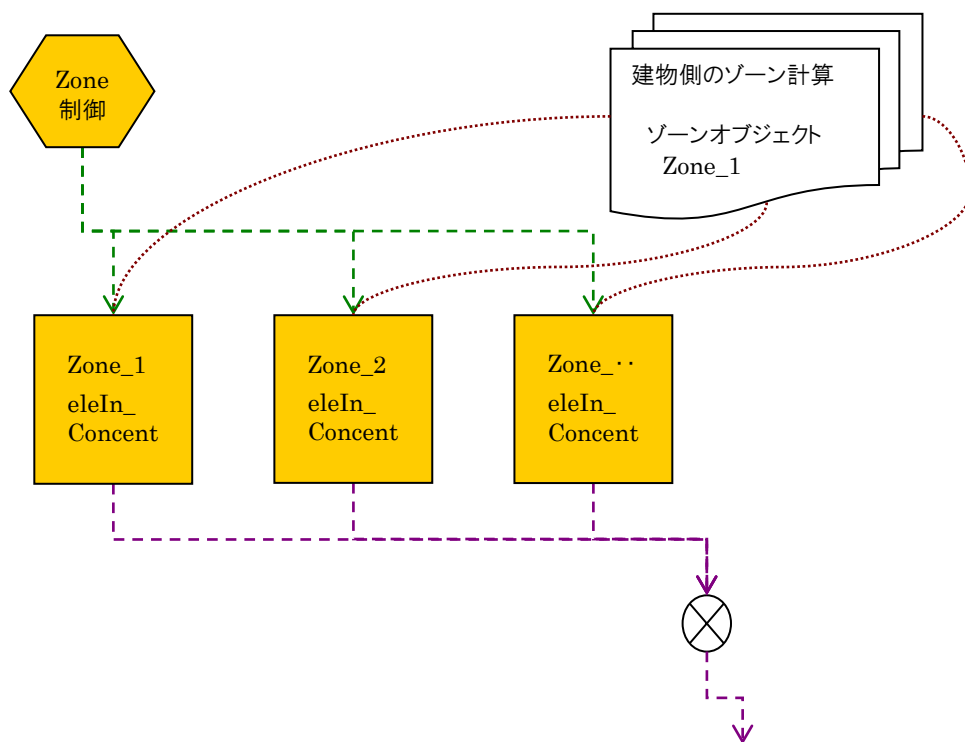 Zone
制御
建物側のゾーン計算
ゾーンオブジェクト
Zone_1
Zone_1
eleIn_
Concent
Zone_2
eleIn_
Concent
Zone_‥
eleIn_
Concent